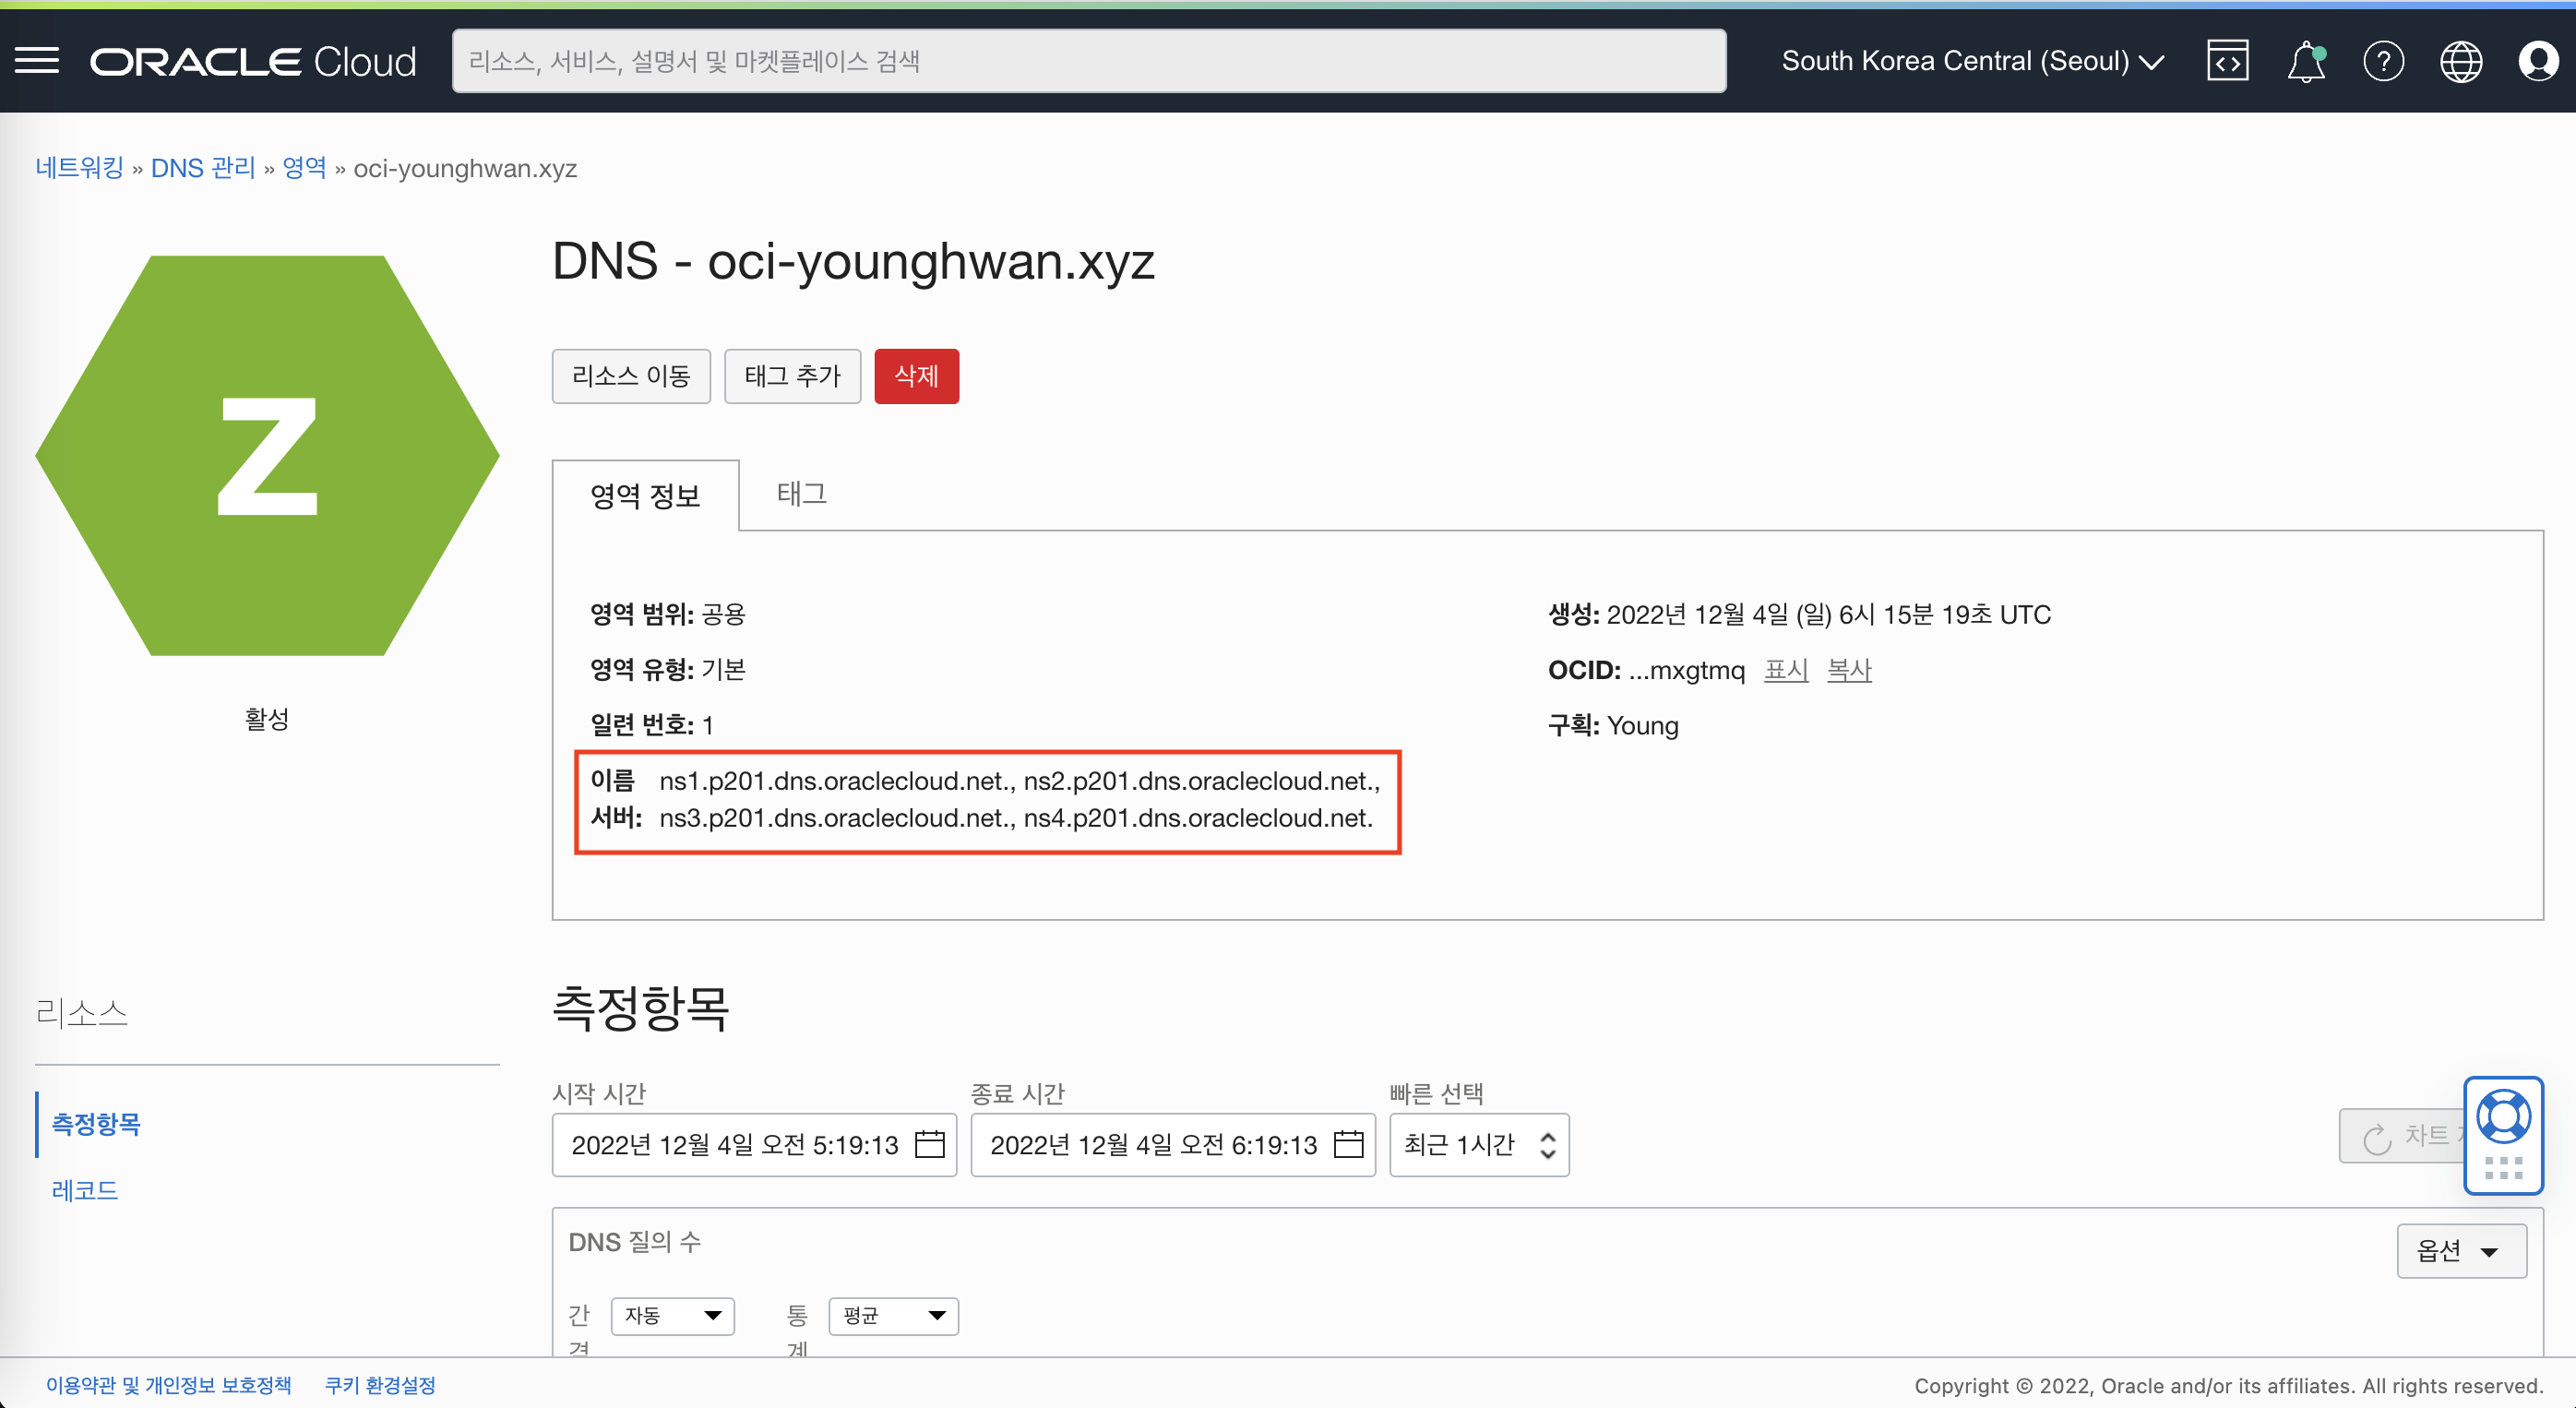 ORACLE Cloud
리소스, 서비스, 설명서 및 마켓플레이스 검색
South Korea Central (Seoul)
네트워킹 » DNS 관리 » 영역 » oci-younghwan.xyz
Z
활성
DNS - oci-younghwan.xyz
리소스 이동
태그 추가
삭제
영역 정보
태그
영역 범위: 공용
영역 유형: 기본
일련 번호: 1
이름 ns1.p201.dns.oraclecloud.net., ns2.p201.dns.oraclecloud.net.,
서버: ns3.p201.dns.oraclecloud.net., ns4.p201.dns.oraclecloud.net.
생성: 2022년 12월 4일 (일) 6시 15분 19초 UTC
OCID: ...mxgtmq 표시 복사
구획: Young
리소스
측정항목
레코드
측정항목
시작 시간
2022년 12월 4일 오전 5:19:13
종료 시간
2022년 12월 4일 오전 6:19:13
빠른 선택
최근 1시간
차트
DNS 질의 수
옵션
간격
자동
통계
평균
이용약관 및 개인정보 보호정책
쿠키 환경설정
Copyright © 2022, Oracle and/or its affiliates. All rights reserved.